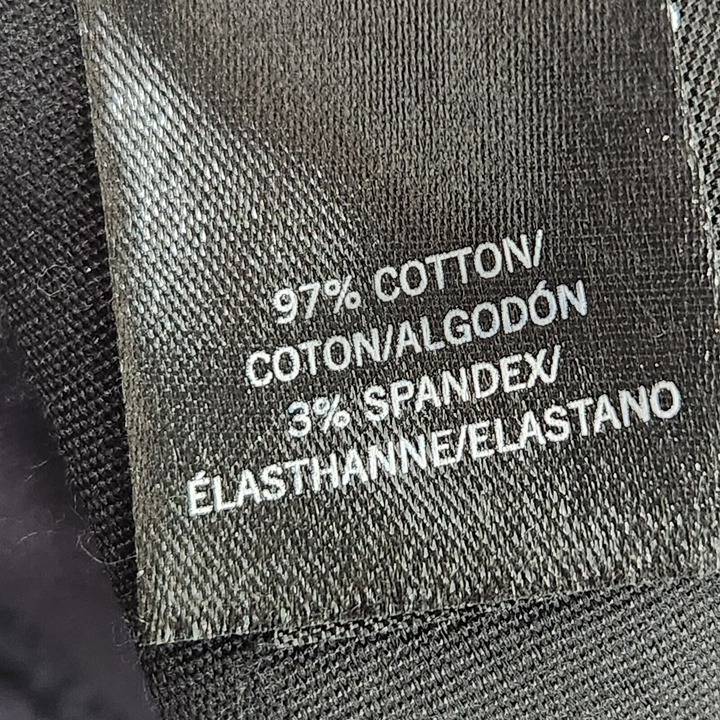 97% COTTON/
COTON/ALGODÓN
3% SPANDEX/
ÉLASTHANNE/ELASTANO